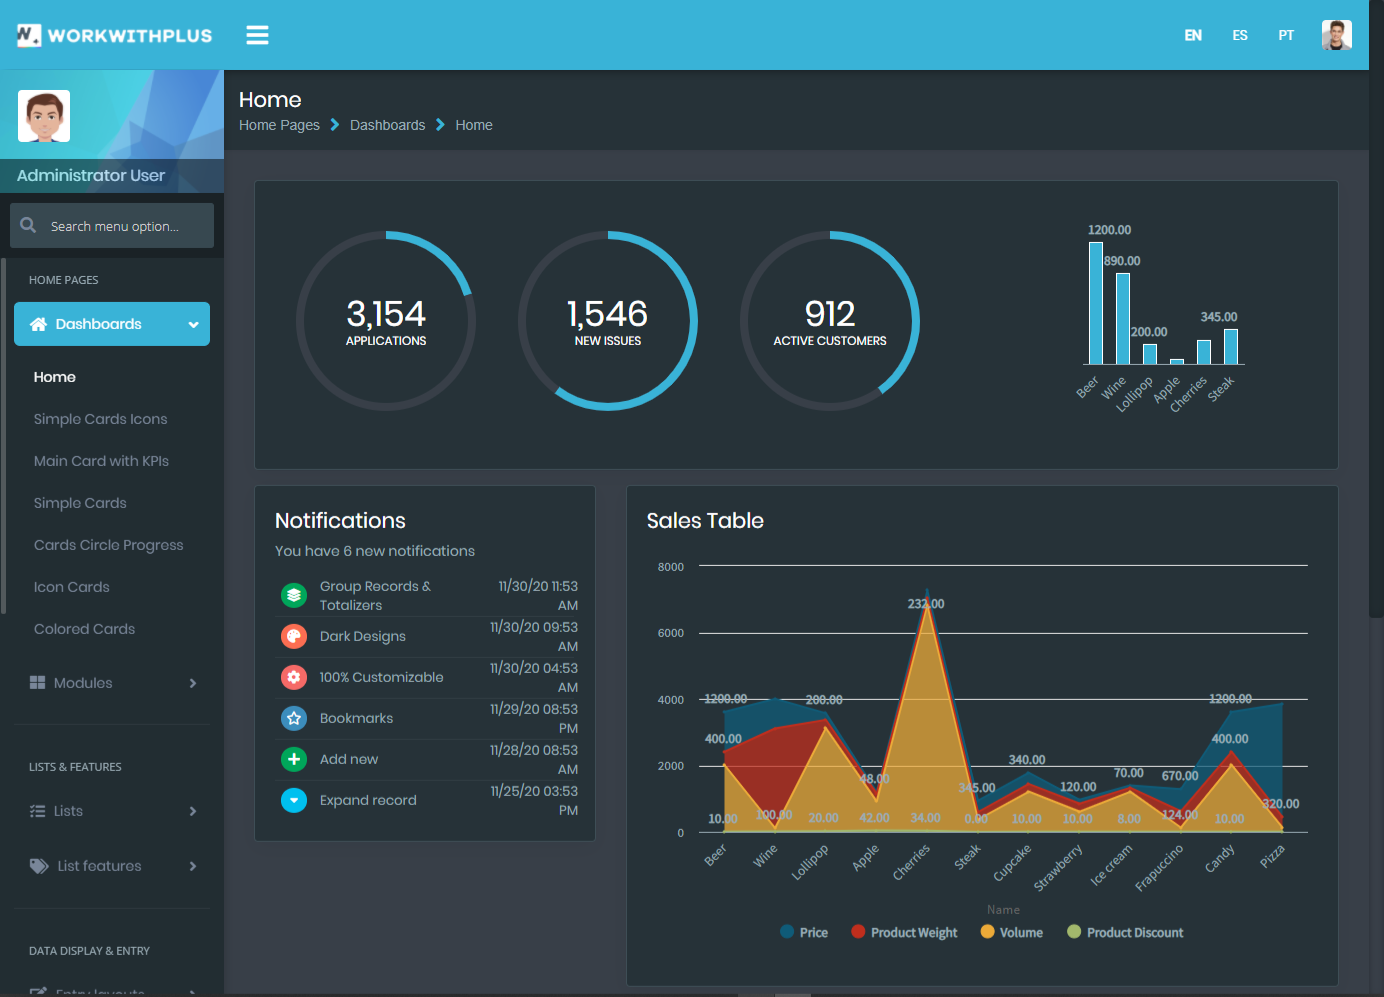 WORKWITHPLUS
EN ES PT
Administrator User
Search menu option...
HOME PAGES
Dashboards
Home
Simple Cards Icons
Main Card with KPIs
Simple Cards
Cards Circle Progress
Icon Cards
Colored Cards
Modules
LISTS & FEATURES
Lists
List features
DATA DISPLAY & ENTRY
Entry layouts
Home
Home Pages Dashboards Home
3,154
APPLICATIONS
1,546
NEW ISSUES
912
ACTIVE CUSTOMERS
1200.00
890.00
200.00
345.00
Beer
Wine
Lollipop
Apple
Cherries
Steak
Notifications
You have 6 new notifications
Group Records &
Totalizers
11/30/20 11:53
AM
Dark Designs
11/30/20 09:53
AM
100% Customizable
11/30/20 04:53
AM
Bookmarks
11/29/20 08:53
PM
Add new
11/28/20 08:53
AM
Expand record
11/25/20 03:53
PM
Sales Table
8000
6000
4000
2000
0
232.00
1200.00
200.00
1200.00
400.00
400.00
48.00
345.00
340.00
120.00
70.00
670.00
320.00
10.00
100.00
20.00
42.00
34.00
0.00
10.00
10.00
8.00
124.00
10.00
Beer
Wine
Lollipop
Apple
Cherries
Steak
Cupcake
Strawberry
Ice cream
Frapuccino
Candy
Pizza
Name
Price Product Weight Volume Product Discount